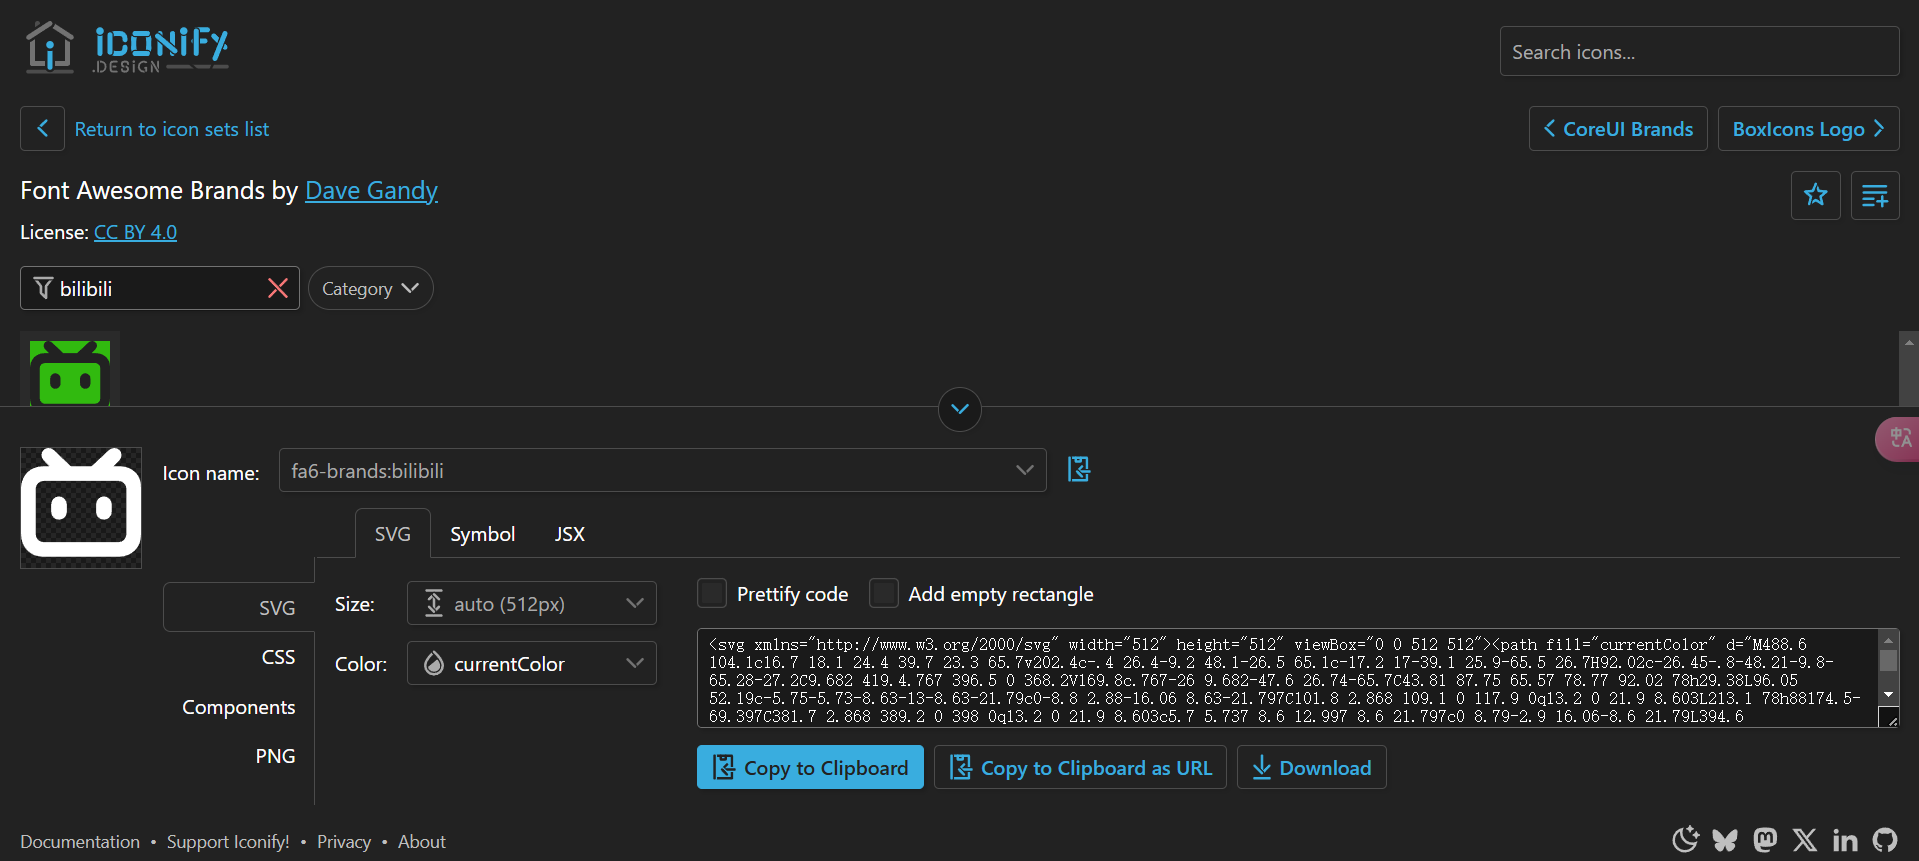 iCONiFY
.DESIGN
Search icons...
Return to icon sets list
CoreUI Brands
BoxIcons Logo
Font Awesome Brands by Dave Gandy
License: CC BY 4.0
bilibili
Category
中A
Icon name:
fa6-brands:bilibili
SVG
Symbol
JSX
SVG
CSS
Components
PNG
Size:
auto (512px)
Color:
currentColor
Prettify code
Add empty rectangle
<svg xmlns="http://www.w3.org/2000/svg" width="512" height="512" viewBox="0 0 512 512"><path fill="currentColor" d="M488.6
104.1c16.7 18.1 24.4 39.7 23.3 65.7v202.4c-.4 26.4-9.2 48.1-26.5 65.1c-17.2 17-39.1 25.9-65.5 26.7H92.02c-26.45-.8-48.21-9.8-
65.28-27.2C9.682 419.4.767 396.5 0 368.2V169.8c.767-26 9.682-47.6 26.74-65.7C43.81 87.75 65.57 78.77 92.02 78h29.38L96.05
52.19c-5.75-5.73-8.63-13-8.63-21.79c0-8.8 2.88-16.06 8.63-21.797C101.8 2.868 109.1 0 117.9 0q13.2 0 21.9 8.603L213.1 78h88174.5-
69.397C381.7 2.868 389.2 0 398 0q13.2 0 21.9 8.603c5.7 5.737 8.6 12.997 8.6 21.797c0 8.79-2.9 16.06-8.6 21.79L394.6
Copy to Clipboard
Copy to Clipboard as URL
Download
Documentation • Support Iconify! • Privacy • About